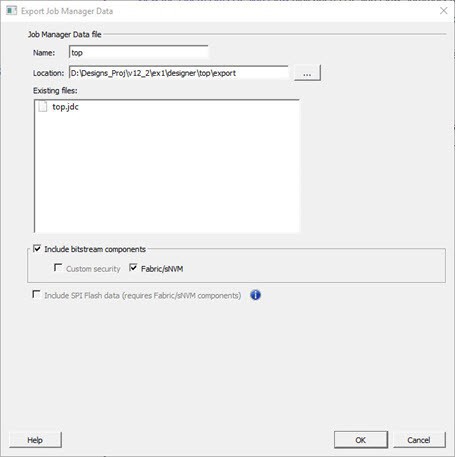 Export Job Manager Data
Job Manager Data file
Name: top
Location: D:\Designs_Proj\v12_2\ex1\designer\top\export ...
Existing files:
top.jdc
Include bitstream components
Custom security Fabric/sNVM
Include SPI Flash data (requires Fabric/sNVM components)
Help OK Cancel